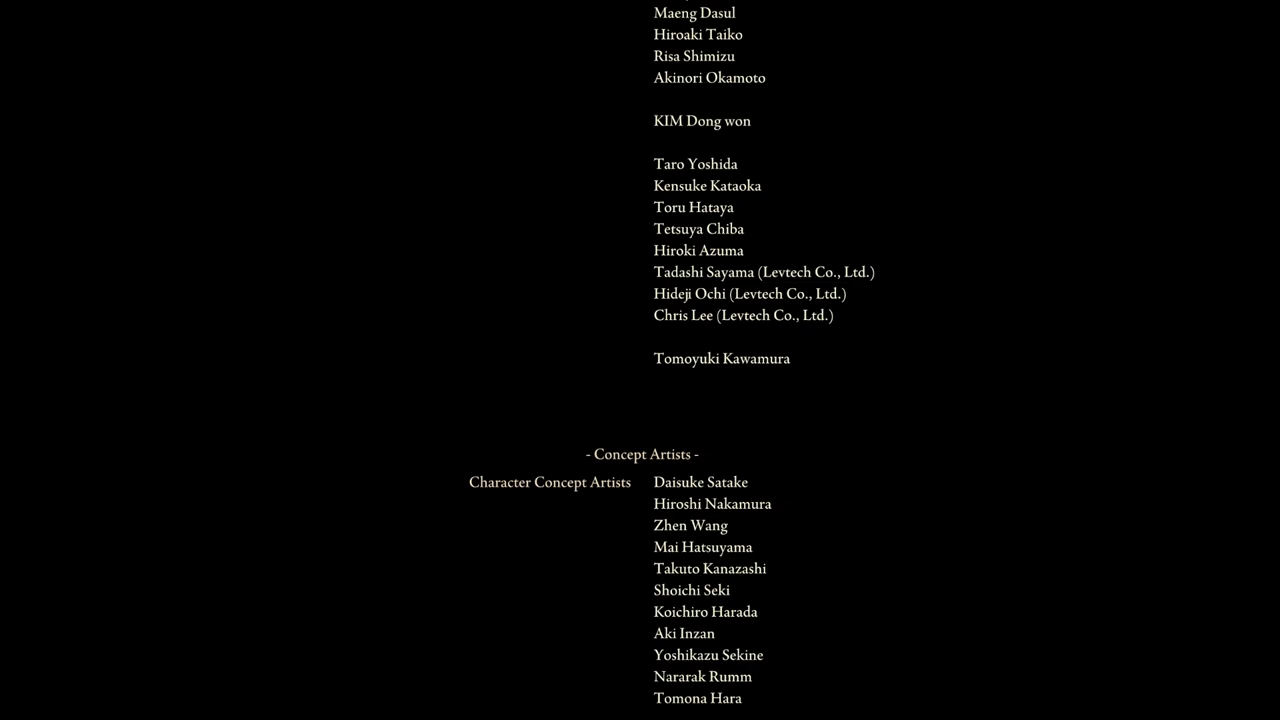 Maeng Dasul
Hiroaki Taiko
Risa Shimizu
Akinori Okamoto
KIM Dong won
Taro Yoshida
Kensuke Kataoka
Toru Hataya
Tetsuya Chiba
Hiroki Azuma
Tadashi Sayama (Levtech Co., Ltd.)
Hideji Ochi (Levtech Co., Ltd.)
Chris Lee (Levtech Co., Ltd.)
Tomoyuki Kawamura
- Concept Artists -
Character Concept Artists Daisuke Satake
Hiroshi Nakamura
Zhen Wang
Mai Hatsuyama
Takuto Kanazashi
Shoichi Seki
Koichiro Harada
Aki Inzan
Yoshikazu Sekine
Nararak Rumm
Tomona Hara